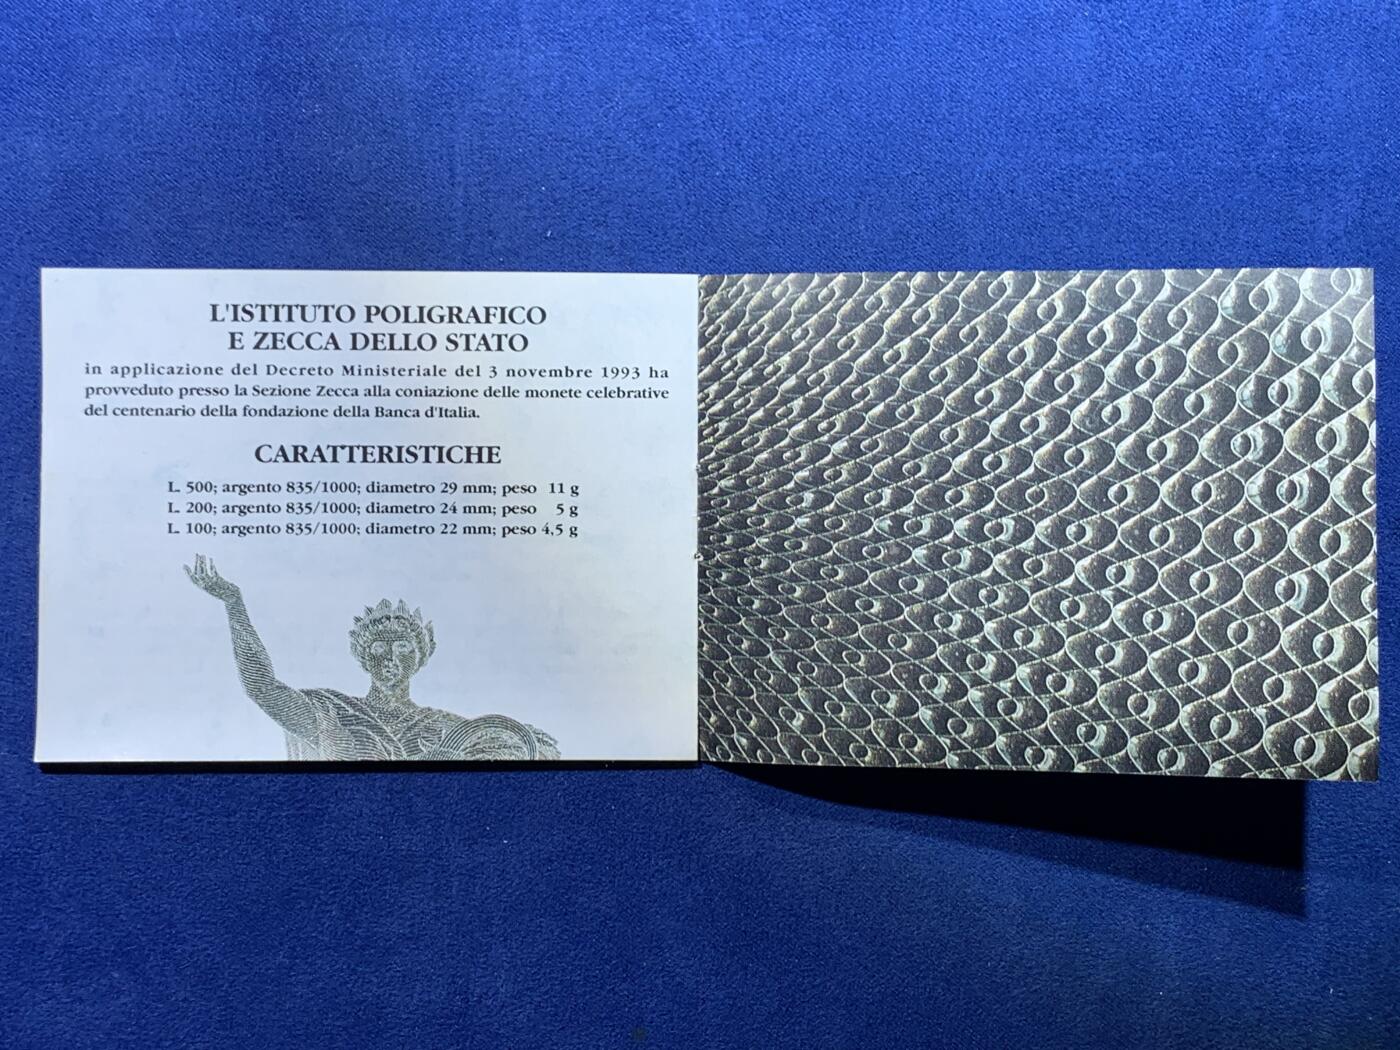 L'ISTITUTO POLIGRAFICO
E ZECCA DELLO STATO
in applicazione del Decreto Ministeriale del 3 novembre 1993 ha
provveduto presso la Sezione Zecca alla coniazione delle monete celebrative
del centenario della fondazione della Banca d'Italia.
CARATTERISTICHE
L. 500; argento 835/1000; diametro 29 mm; peso 11 g
L. 200; argento 835/1000; diametro 24 mm; peso 5 g
L. 100; argento 835/1000; diametro 22 mm; peso 4,5 g